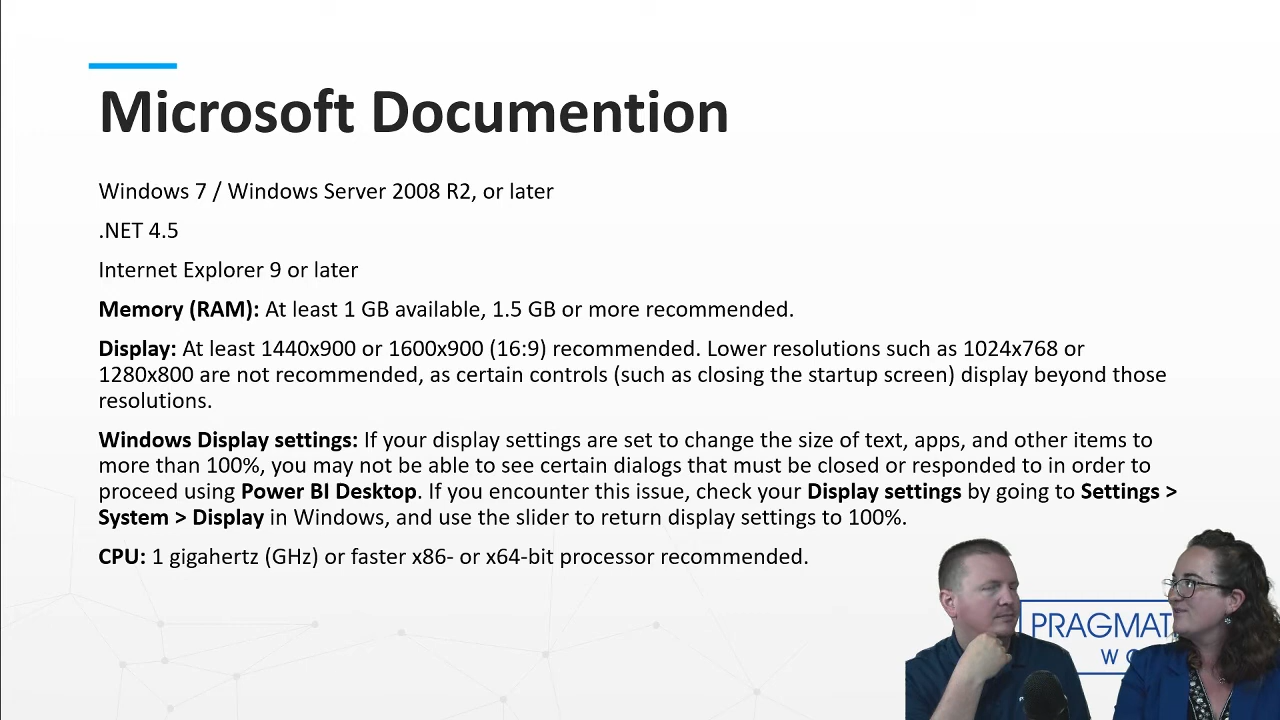 Microsoft Documention
Windows 7 / Windows Server 2008 R2, or later
.NET 4.5
Internet Explorer 9 or later
Memory (RAM): At least 1 GB available, 1.5 GB or more recommended.
Display: At least 1440x900 or 1600x900 (16:9) recommended. Lower resolutions such as 1024x768 or
1280x800 are not recommended, as certain controls (such as closing the startup screen) display beyond those
resolutions.
Windows Display settings: If your display settings are set to change the size of text, apps, and other items to
more than 100%, you may not be able to see certain dialogs that must be closed or responded to in order to
proceed using Power BI Desktop. If you encounter this issue, check your Display settings by going to Settings >
System > Display in Windows, and use the slider to return display settings to 100%.
CPU: 1 gigahertz (GHz) or faster x86- or x64-bit processor recommended.
PRAGMAT